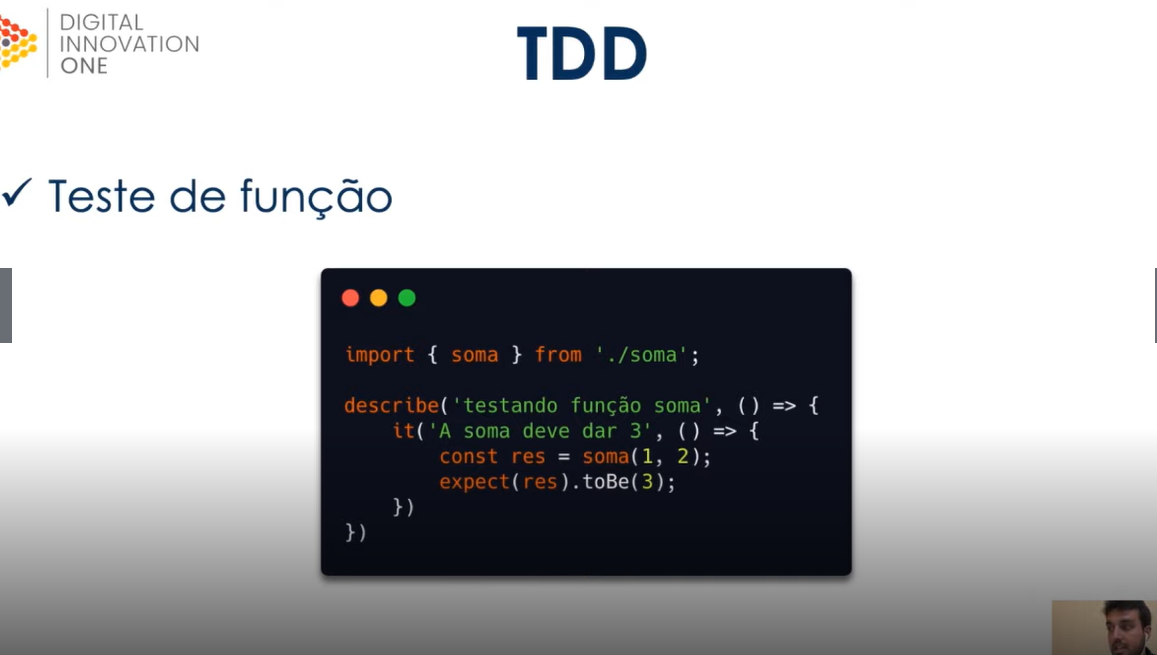 DIGITAL
INNOVATION
ONE
TDD
✓ Teste de função
import { soma } from './soma';
describe('testando função soma', () => {
it('A soma deve dar 3', () => {
const res = soma(1, 2);
expect(res).toBe(3);
})
})